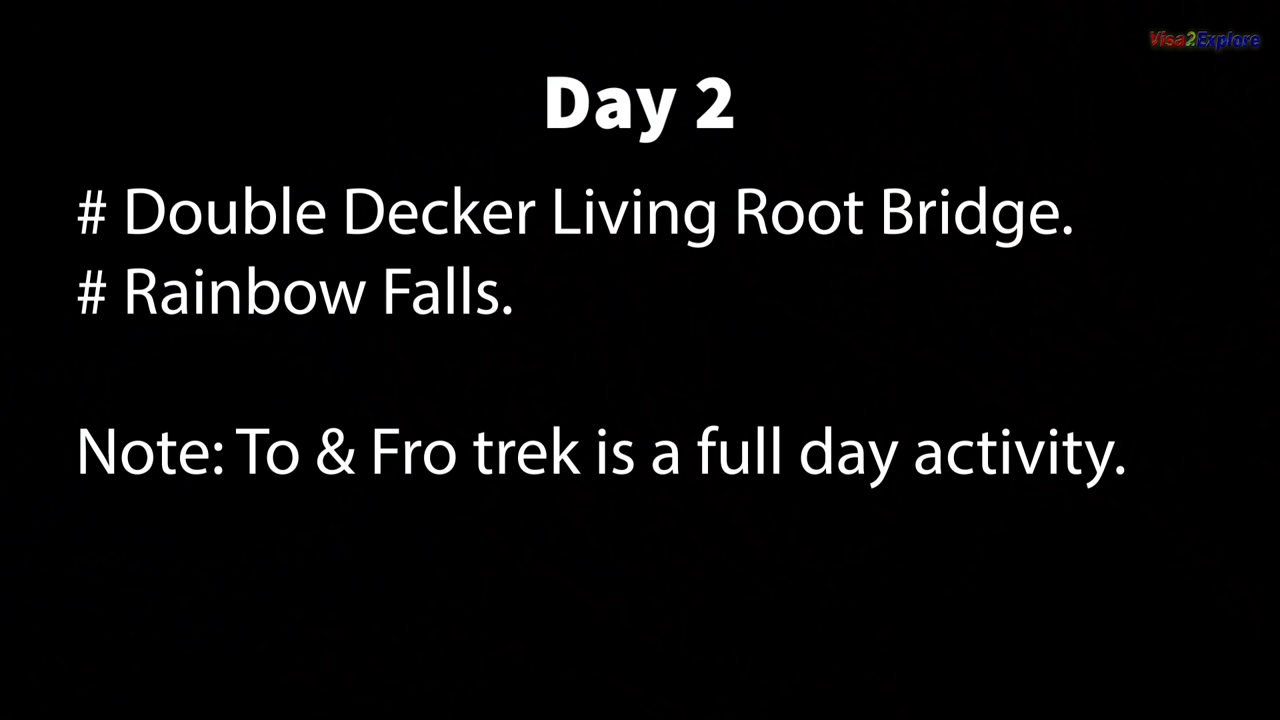 Visa2Explore
Day 2
# Double Decker Living Root Bridge.
# Rainbow Falls.
Note: To & Fro trek is a full day activity.